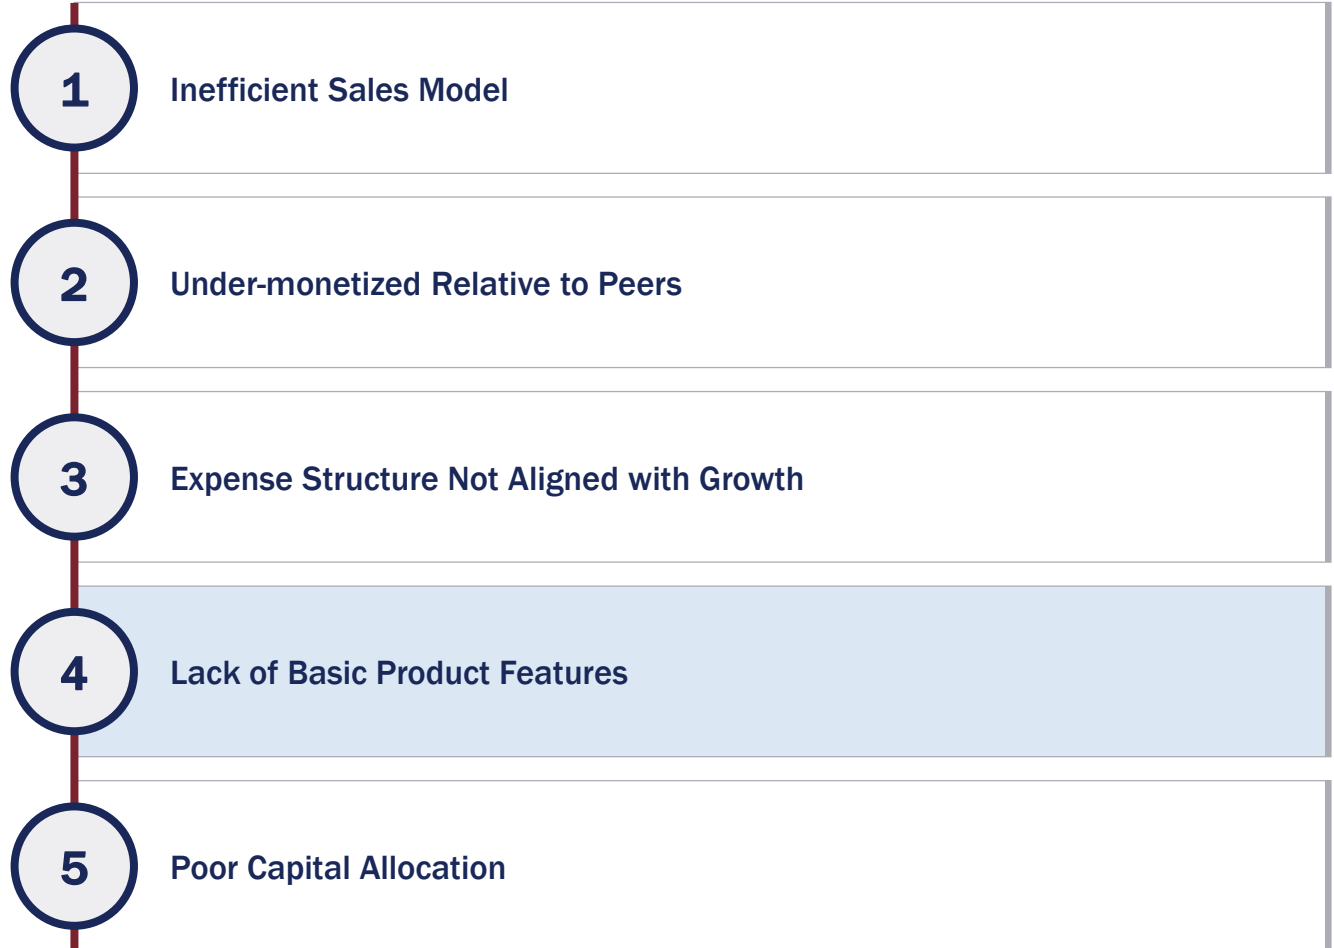 1
Inefficient Sales Model
2
Under-monetized Relative to Peers
3
Expense Structure Not Aligned with Growth
4
Lack of Basic Product Features
5
Poor Capital Allocation